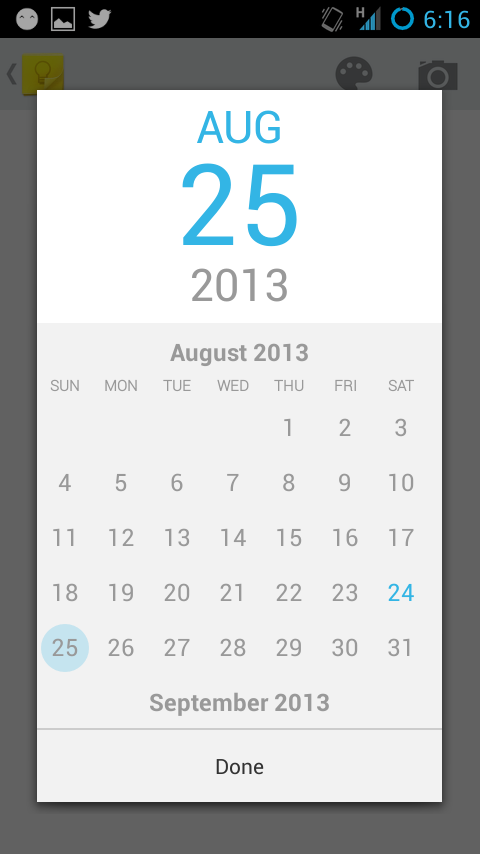 H 6:16
AUG
25
2013
August 2013
SUN MON TUE WED THU FRI SAT
1 2 3
4 5 6 7 8 9 10
11 12 13 14 15 16 17
18 19 20 21 22 23 24
25 26 27 28 29 30 31
September 2013
Done